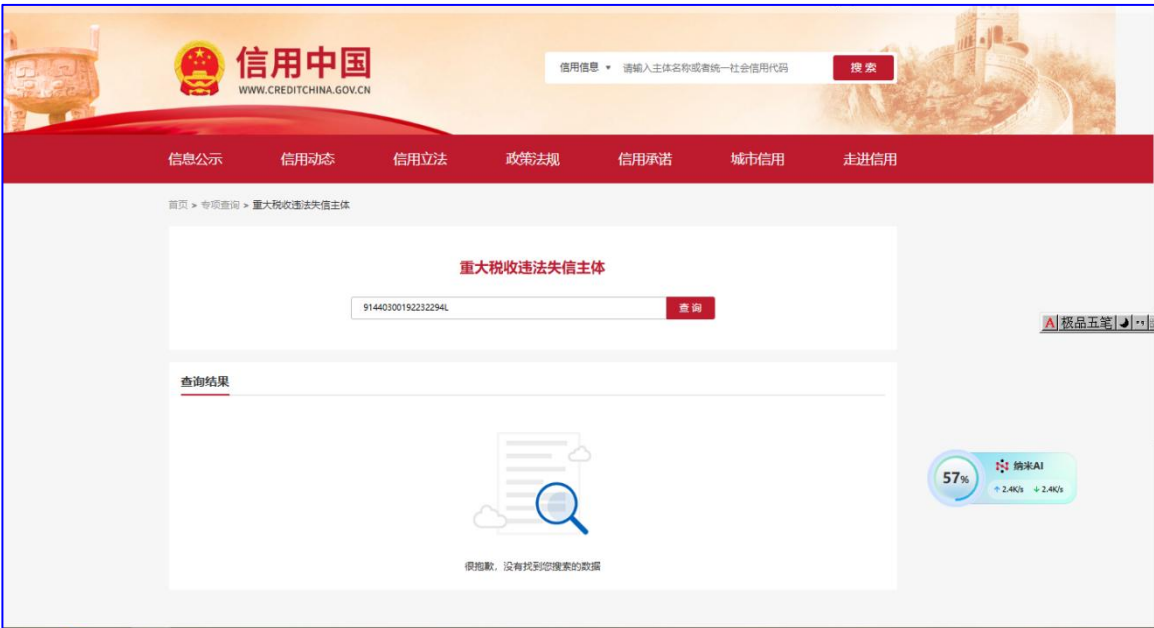 信用中国
WWW.CREDITCHINA.GOV.CN
信用信息 请输入主体名称或者统一社会信用代码 搜索
信息公示 信用动态 信用立法 政策法规 信用承诺 城市信用 走进信用
首页 > 专项查询 > 重大税收违法失信主体
重大税收违法失信主体
91440300192232294L 查询
A 极品五笔
查询结果
57% 纳米AI
↑ 2.4K/s ↓ 2.4K/s
很抱歉，没有找到您搜索的数据